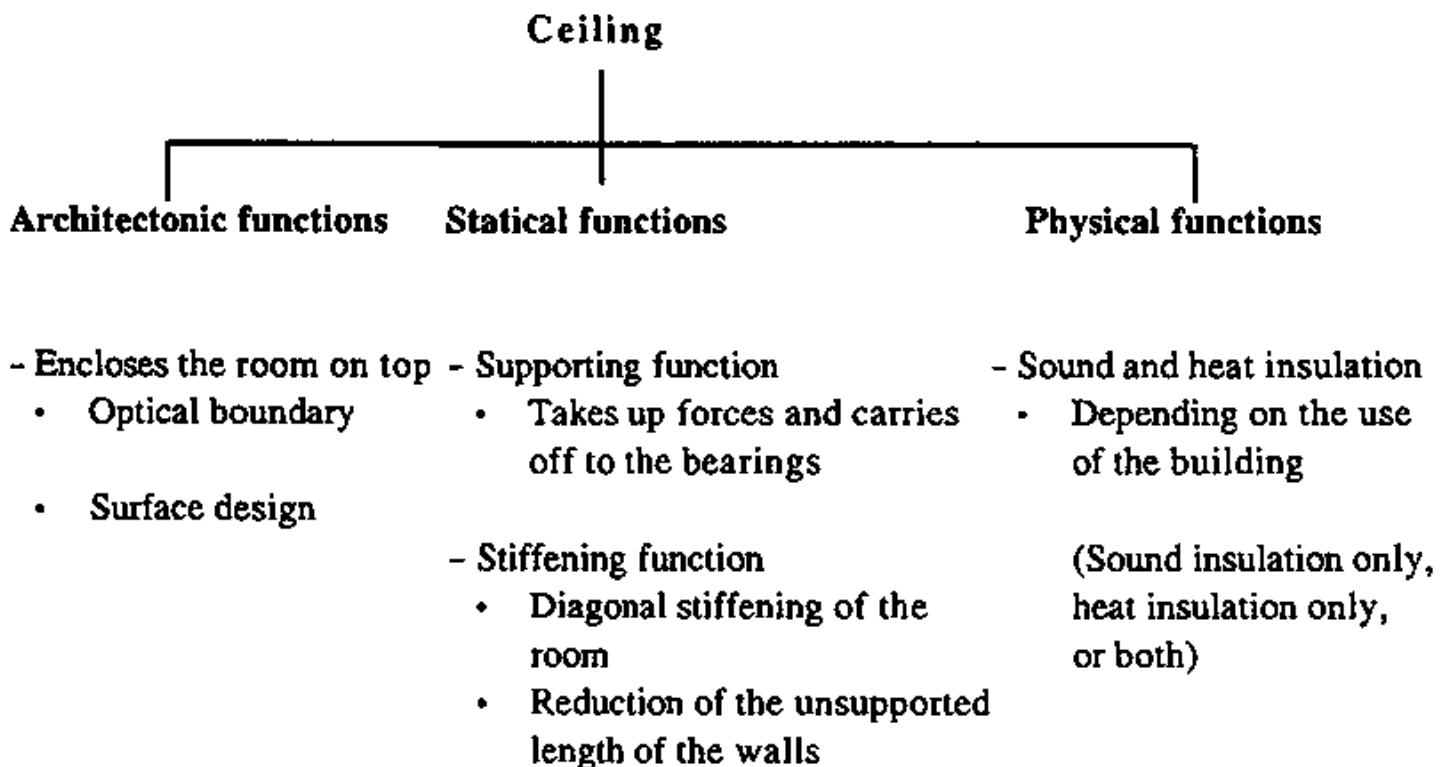 Ceiling
Architectonic functions
Statical functions
Physical functions
– Encloses the room on top
• Optical boundary
• Surface design
– Supporting function
• Takes up forces and carries
off to the bearings
– Stiffening function
• Diagonal stiffening of the
room
• Reduction of the unsupported
length of the walls
– Sound and heat insulation
• Depending on the use
of the building
(Sound insulation only,
heat insulation only,
or both)